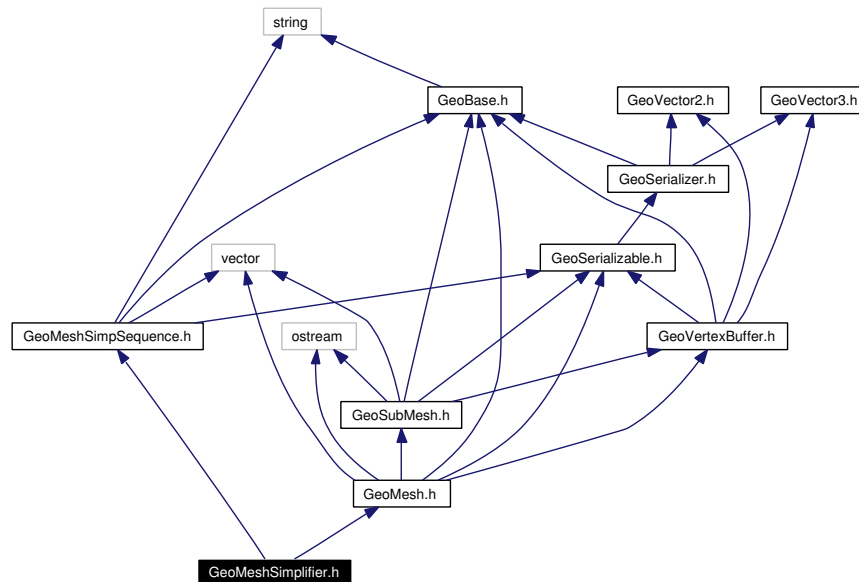 string
GeoBase.h
GeoVector2.h
GeoVector3.h
GeoSerializer.h
vector
GeoSerializable.h
GeoMeshSimpSequence.h
ostream
GeoVertexBuffer.h
GeoSubMesh.h
GeoMesh.h
GeoMeshSimplifier.h